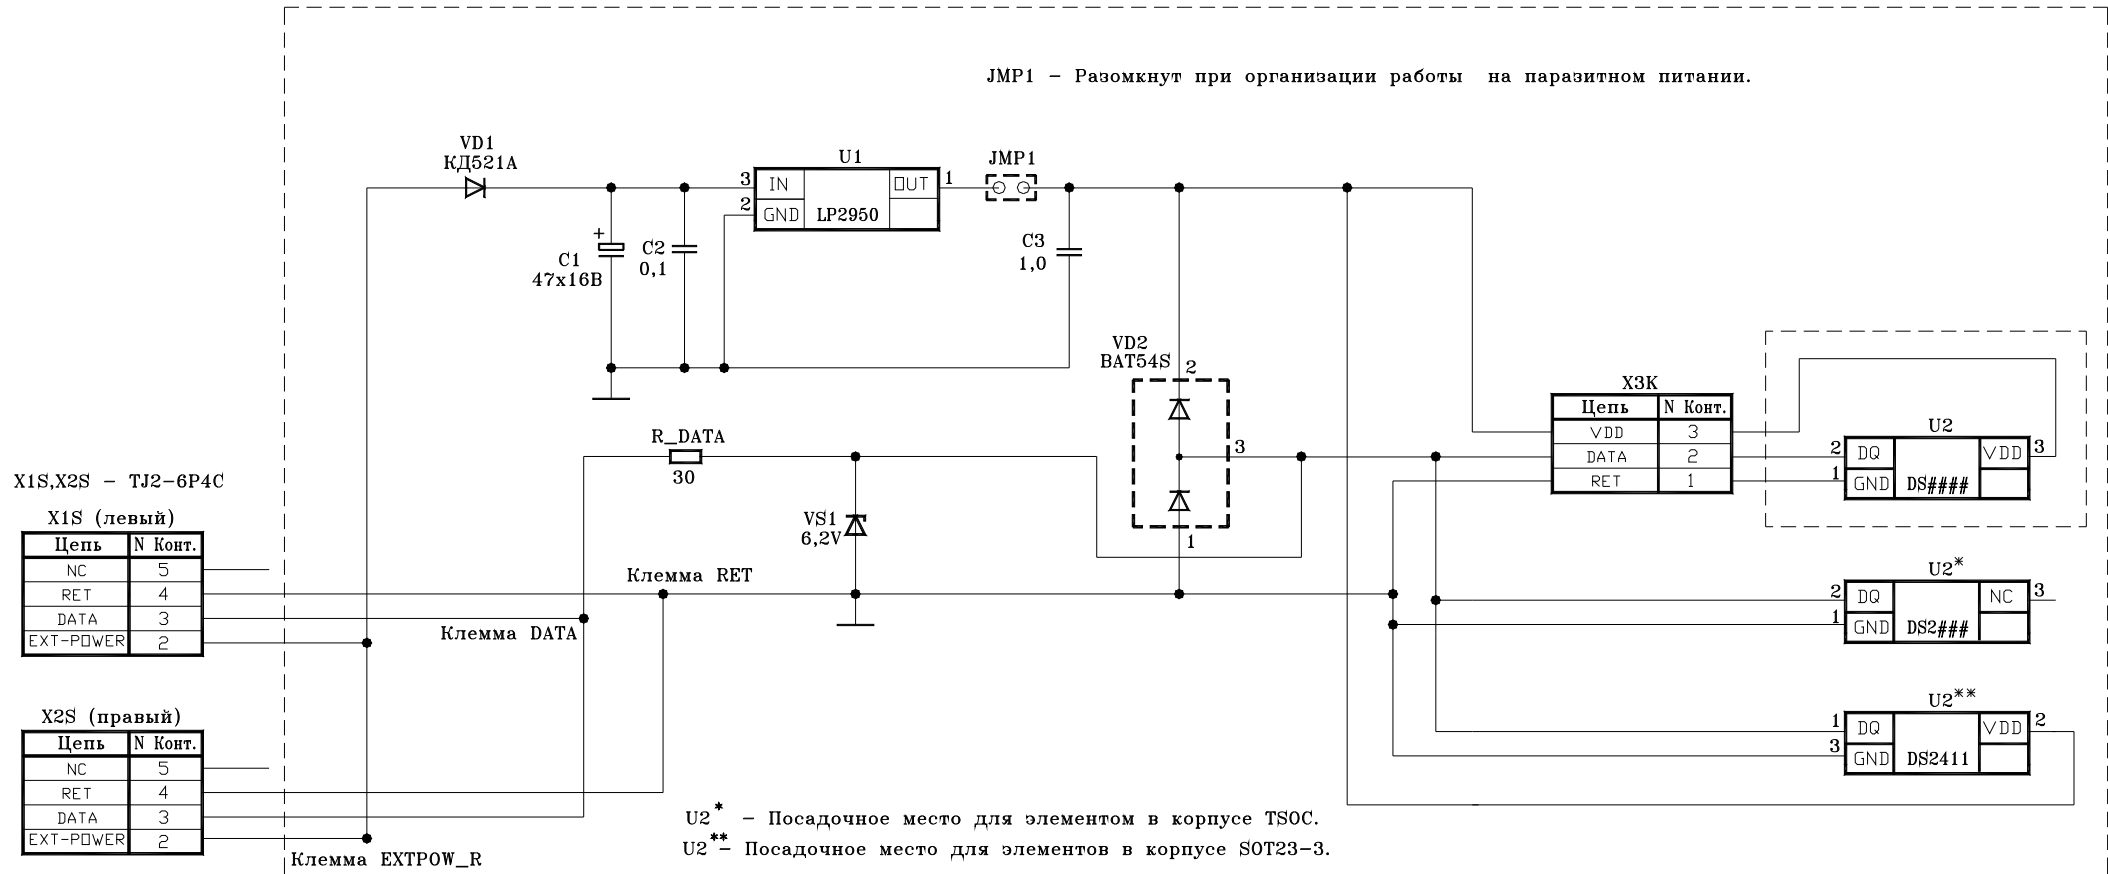 JMP1 – Разомкнут при организации работы на паразитном питании.
VD1
КД521А
U1
JMP1
3 IN OUT 1
2 GND LP2950
+
C1
47x16В
C2
0,1
C3
1,0
VD2
BAT54S
2
3
1
R_DATA
30
VS1
6,2V
X3K
Цепь N Конт.
VDD 3
DATA 2
RET 1
U2
2 DQ VDD 3
1 GND DS####
X1S,X2S – TJ2–6P4C
X1S (левый)
Цепь N Конт.
NC 5
RET 4
DATA 3
EXT-POWER 2
Клемма RET
Клемма DATA
U2*
2 DQ NC 3
1 GND DS2###
U2**
1 DQ VDD 2
3 GND DS2411
X2S (правый)
Цепь N Конт.
NC 5
RET 4
DATA 3
EXT-POWER 2
Клемма EXTPOW_R
U2* – Посадочное место для элементом в корпусе TSOC.
U2** – Посадочное место для элементов в корпусе SOT23–3.